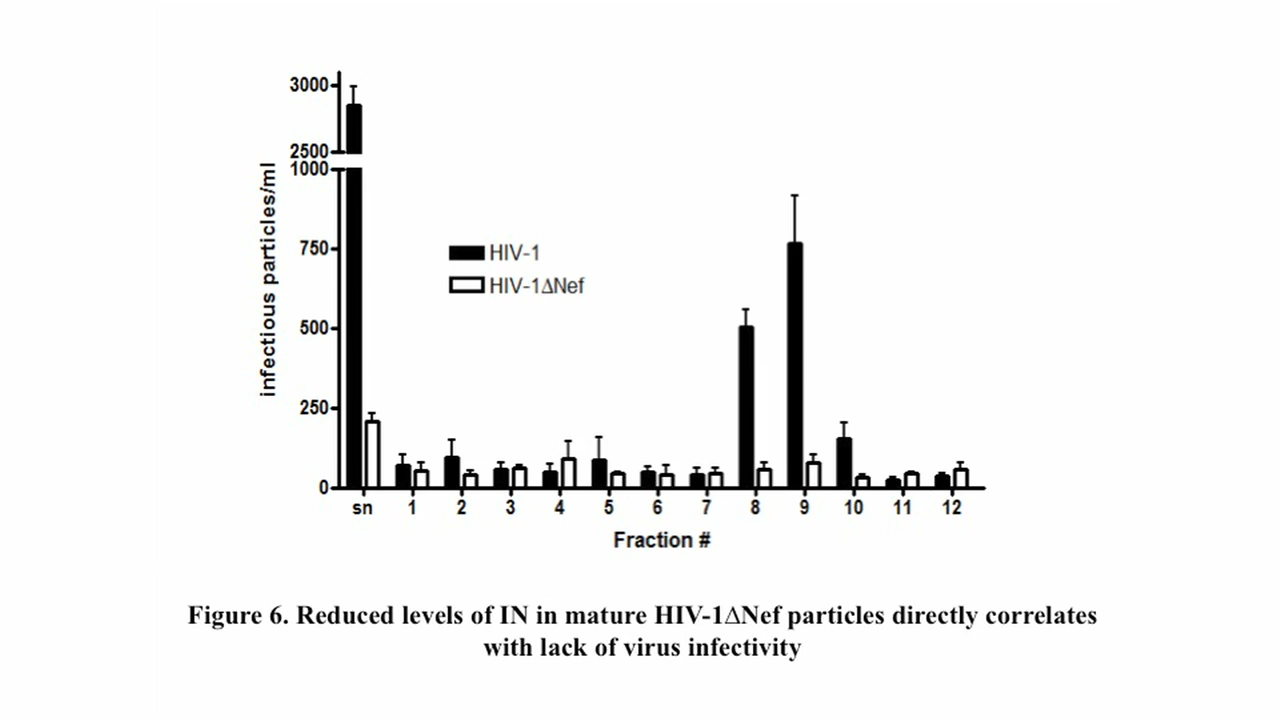 3000
2500
1000
750
500
250
0
infectious particles/ml
HIV-1
HIV-1ΔNef
sn 1 2 3 4 5 6 7 8 9 10 11 12
Fraction #
Figure 6. Reduced levels of IN in mature HIV-1ΔNef particles directly correlates
with lack of virus infectivity